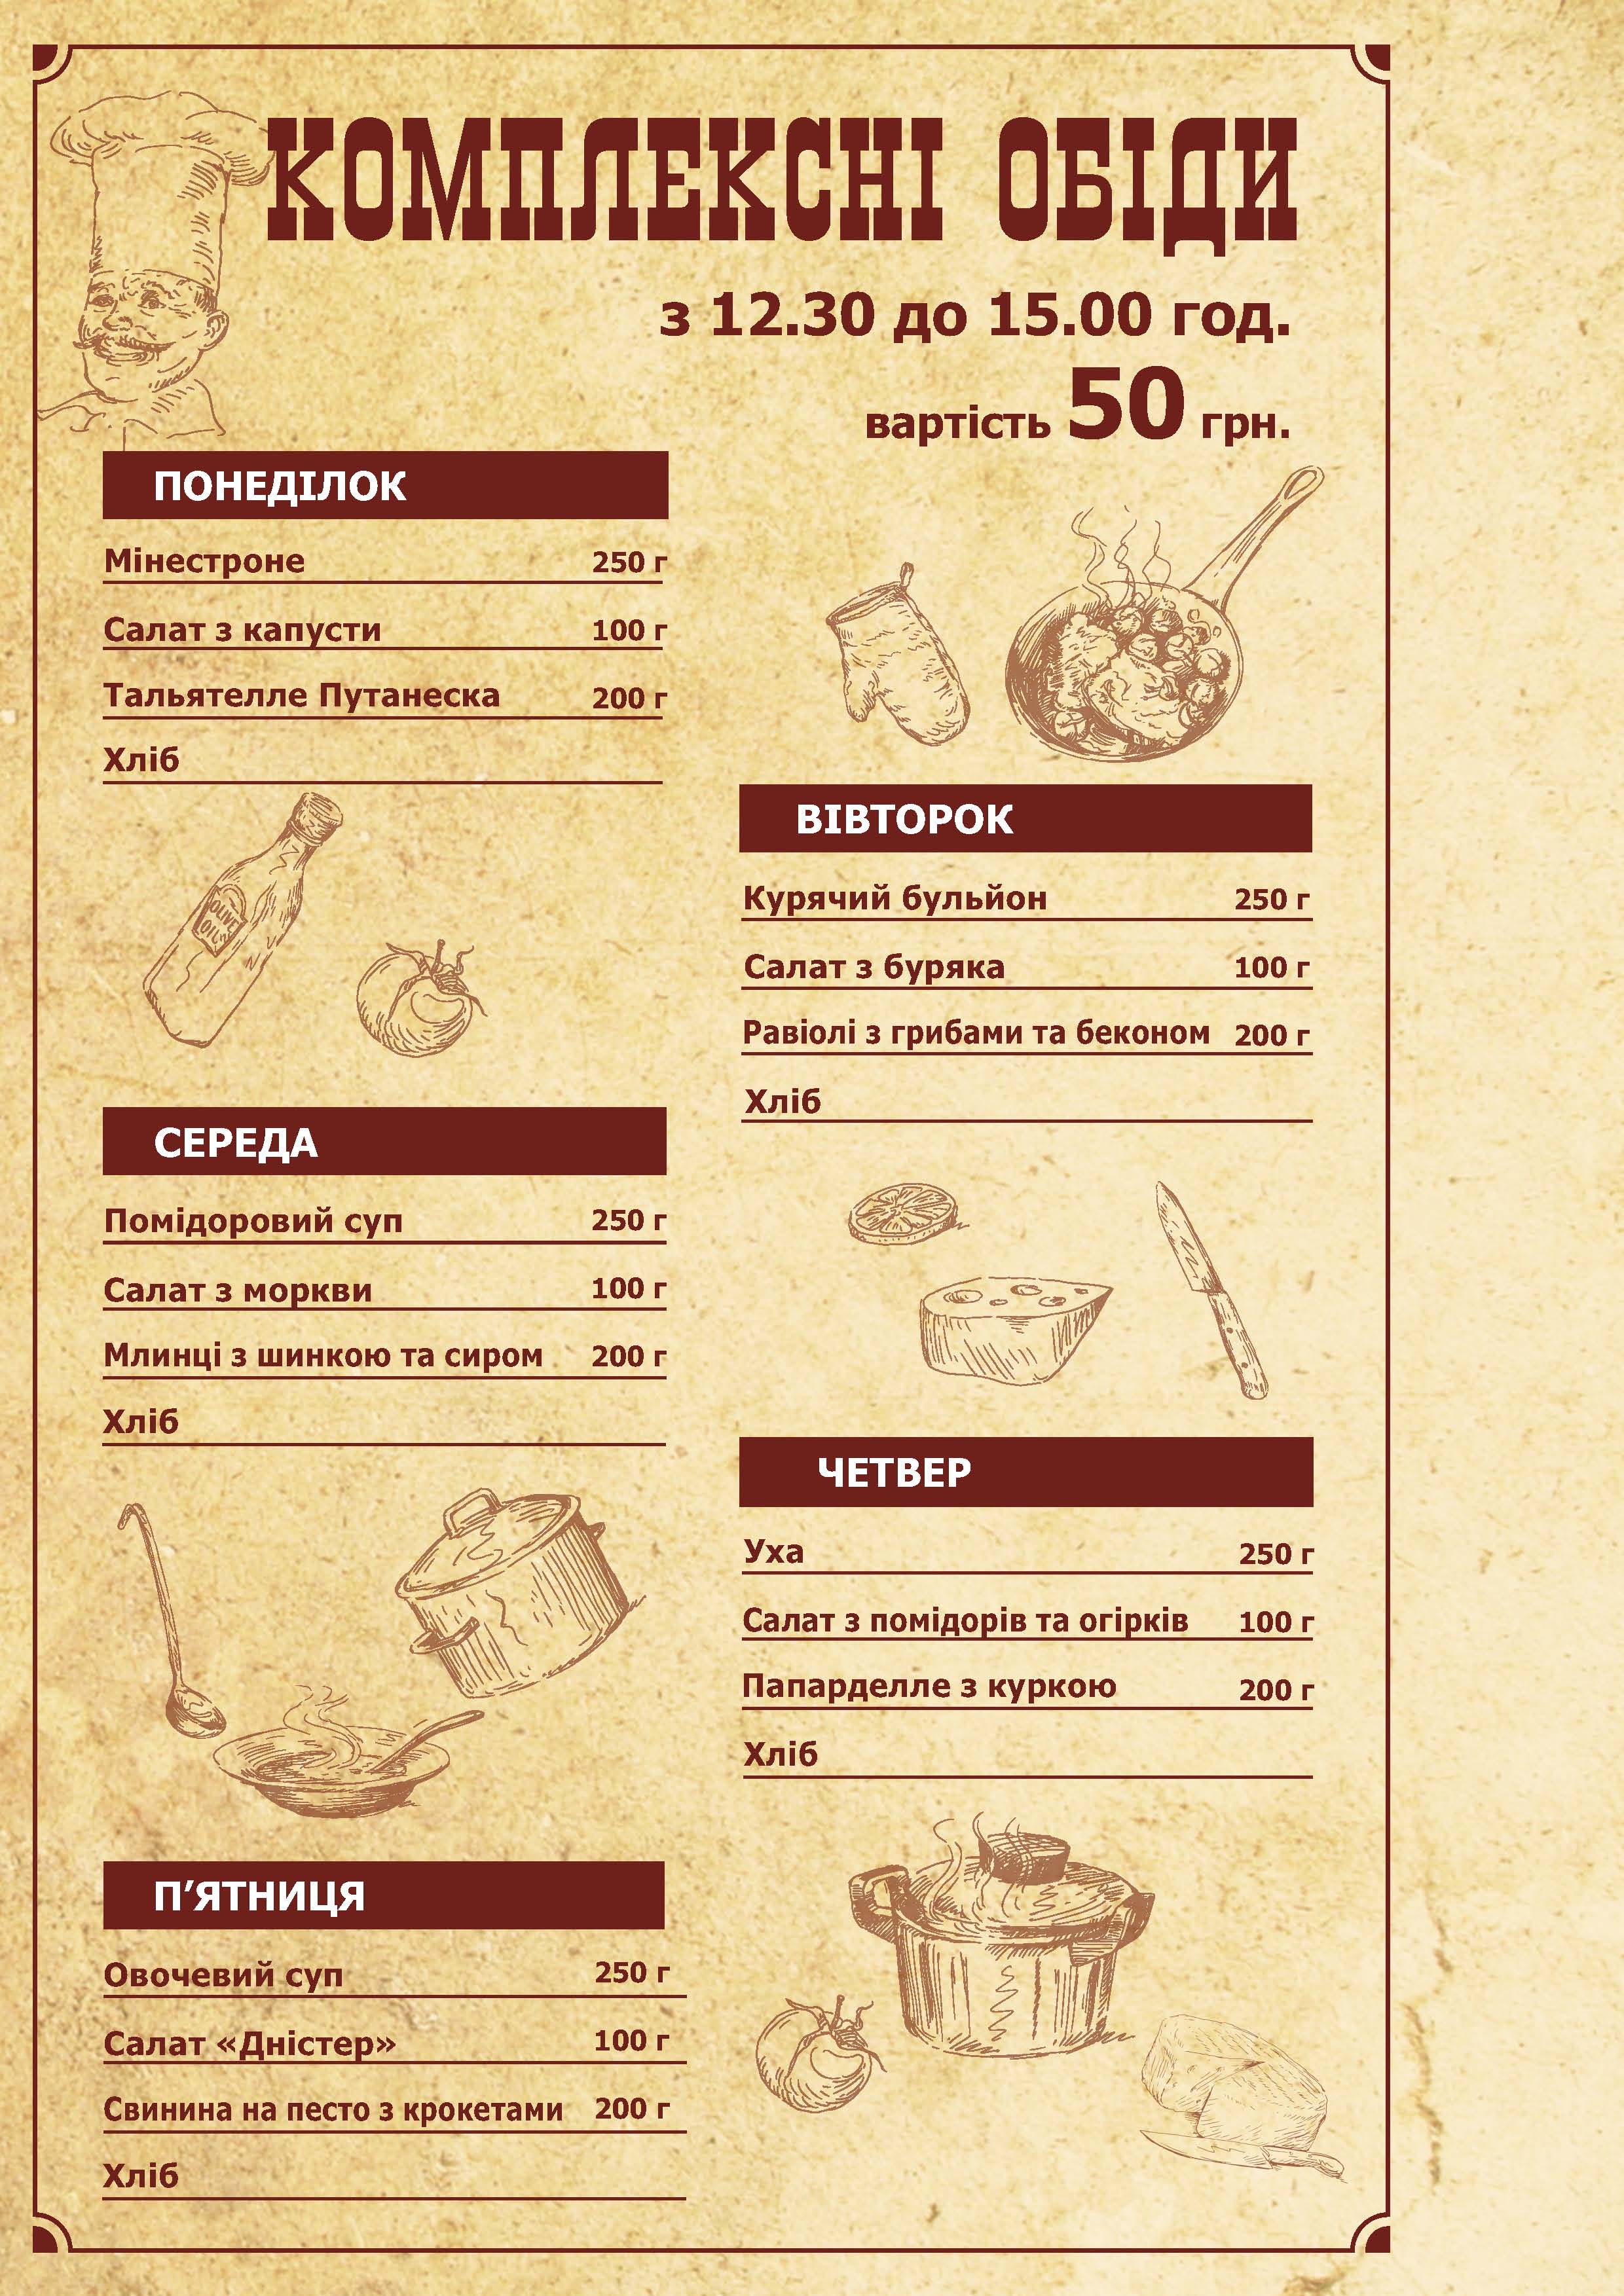 КОМПЛЕКСНІ ОБІДИ
з 12.30 до 15.00 год.
вартість 50 грн.
ПОНЕДІЛОК
Мінестроне 250 г
Салат з капусти 100 г
Тальятелле Путанеска 200 г
Хліб
OLIVE
OIL
ВІВТОРОК
Курячий бульйон 250 г
Салат з буряка 100 г
Равіолі з грибами та беконом 200 г
Хліб
СЕРЕДА
Помідоровий суп 250 г
Салат з моркви 100 г
Млинці з шинкою та сиром 200 г
Хліб
ЧЕТВЕР
Уха 250 г
Салат з помідорів та огірків 100 г
Папарделле з куркою 200 г
Хліб
П’ЯТНИЦЯ
Овочевий суп 250 г
Салат «Дністер» 100 г
Свинина на песто з крокетами 200 г
Хліб